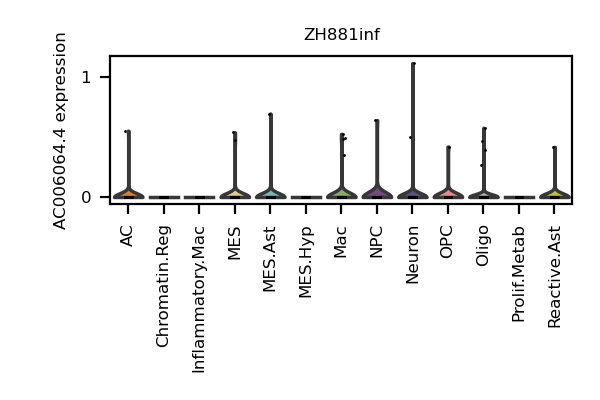 ZH881inf
AC006064.4 expression
1
0
AC
Chromatin.Reg
Inflammatory.Mac
MES
MES.Ast
MES.Hyp
Mac
NPC
Neuron
OPC
Oligo
Prolif.Metab
Reactive.Ast